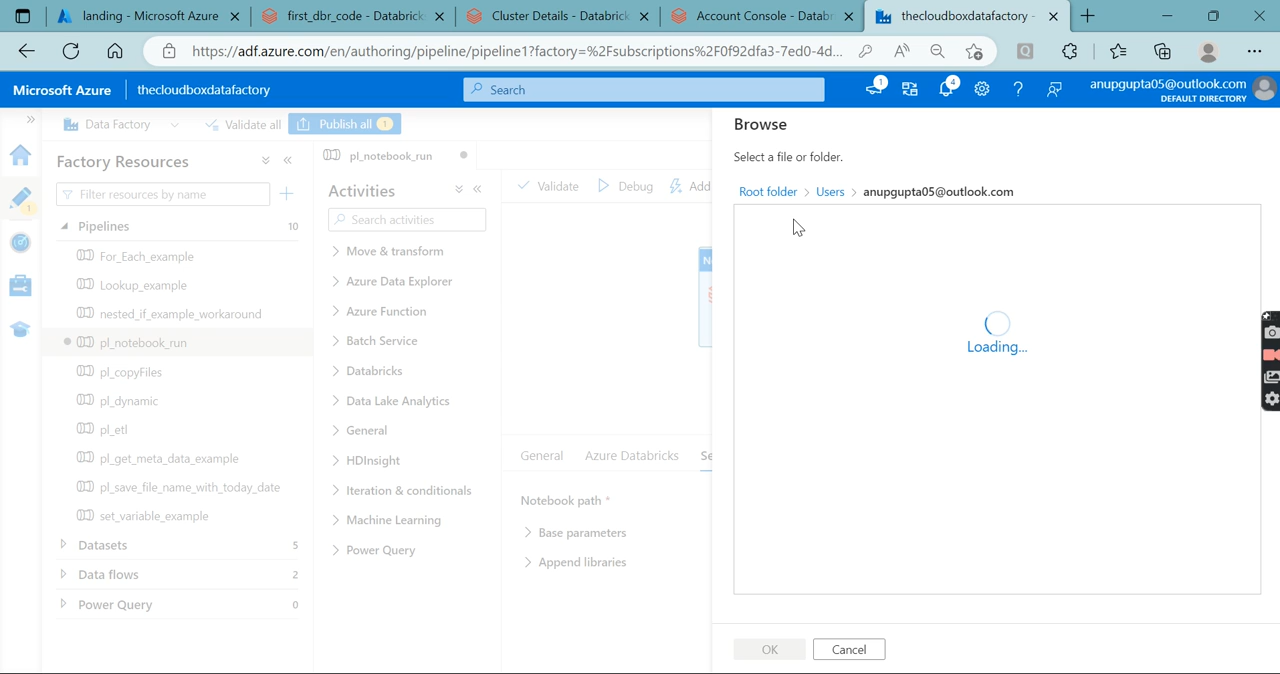 landing - Microsoft Azure
first_dbr_code - Databrick
Cluster Details - Databrick
Account Console - Datab
thecloudboxdatafactory -
https://adf.azure.com/en/authoring/pipeline/pipeline1?factory=%2Fsubscriptions%2F0f92dfa3-7ed0-4d...
Microsoft Azure
thecloudboxdatafactory
Search
1
4
anupgupta05@outlook.com
DEFAULT DIRECTORY
Data Factory
Validate all
Publish all
1
Browse
Select a file or folder.
Root folder > Users > anupgupta05@outlook.com
Loading...
OK
Cancel
Factory Resources
Filter resources by name
Pipelines
10
For_Each_example
Lookup_example
nested_if_example_workaround
pl_notebook_run
pl_copyFiles
pl_dynamic
pl_etl
pl_get_meta_data_example
pl_save_file_name_with_today_date
set_variable_example
Datasets
5
Data flows
2
Power Query
0
pl_notebook_run
Activities
Search activities
Move & transform
Azure Data Explorer
Azure Function
Batch Service
Databricks
Data Lake Analytics
General
HDInsight
Iteration & conditionals
Machine Learning
Power Query
Validate
Debug
Add
General
Azure Databricks
Se
Notebook path *
Base parameters
Append libraries